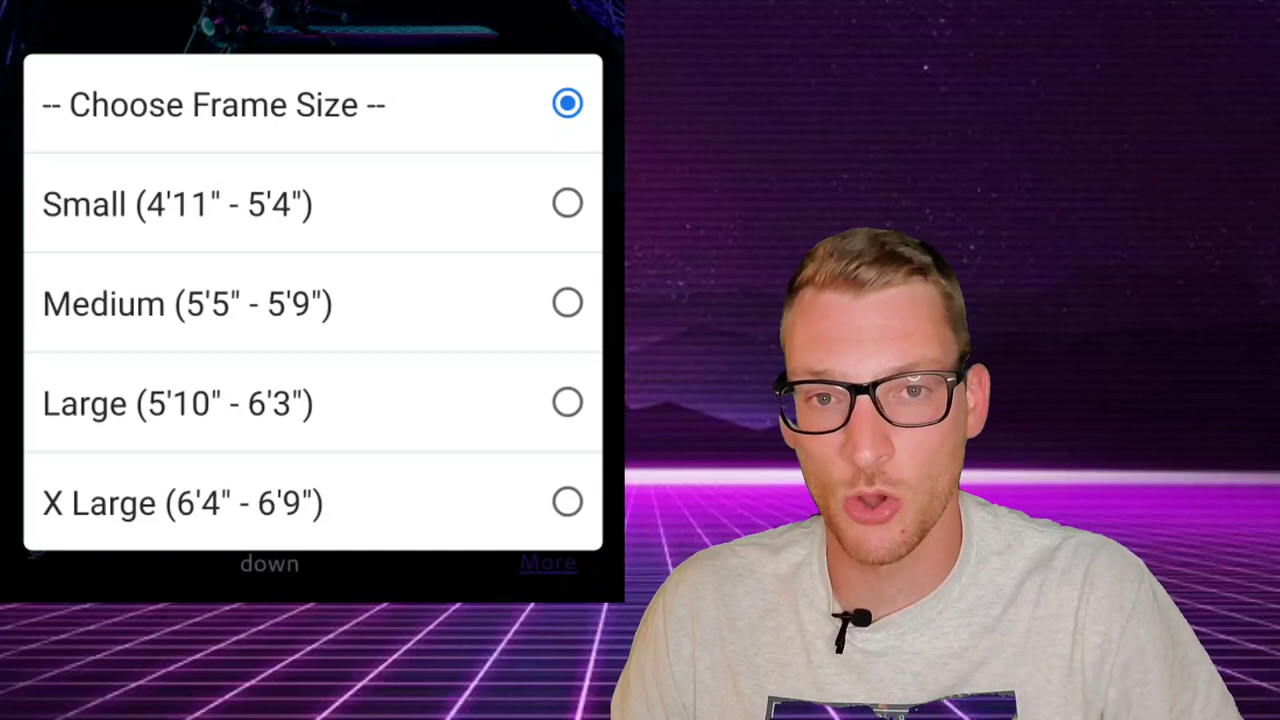 -- Choose Frame Size --
Small (4'11" - 5'4")
Medium (5'5" - 5'9")
Large (5'10" - 6'3")
X Large (6'4" - 6'9")
down
More